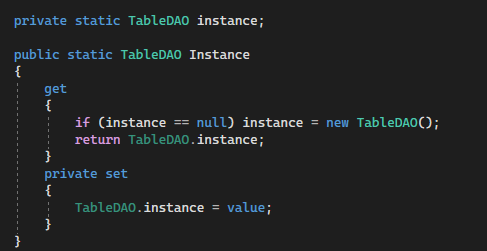 private static TableDAO instance;
public static TableDAO Instance
{
get
{
if (instance == null) instance = new TableDAO();
return TableDAO.instance;
}
private set
{
TableDAO.instance = value;
}
}